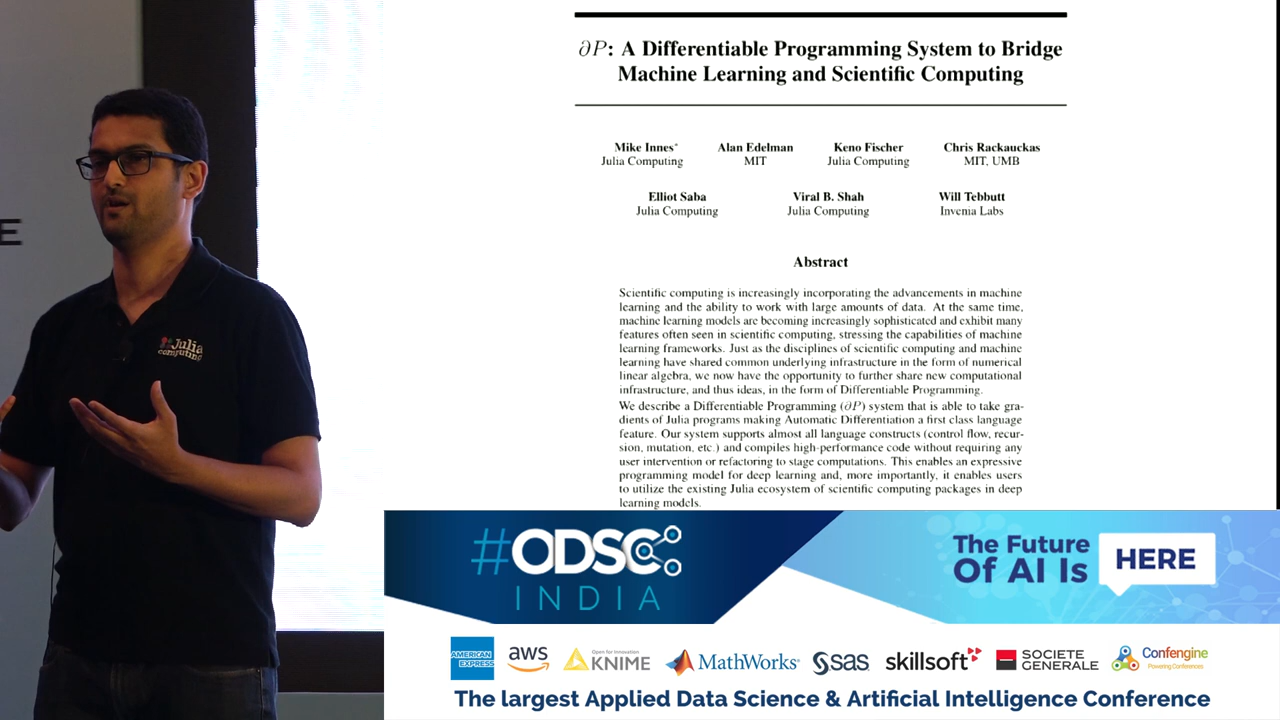 E
Julia
computing
∂P: A Differentiable Programming System to Bridge
Machine Learning and Scientific Computing
Mike Innes* Alan Edelman Keno Fischer Chris Rackauckas
Julia Computing MIT Julia Computing MIT, UMB
Elliot Saba Viral B. Shah Will Tebbutt
Julia Computing Julia Computing Invenia Labs
Abstract
Scientific computing is increasingly incorporating the advancements in machine
learning and the ability to work with large amounts of data. At the same time,
machine learning models are becoming increasingly sophisticated and exhibit many
features often seen in scientific computing, stressing the capabilities of machine
learning frameworks. Just as the disciplines of scientific computing and machine
learning have shared common underlying infrastructure in the form of numerical
linear algebra, we now have the opportunity to further share new computational
infrastructure, and thus ideas, in the form of Differentiable Programming.
We describe a Differentiable Programming (∂P) system that is able to take gra-
dients of Julia programs making Automatic Differentiation a first class language
feature. Our system supports almost all language constructs (control flow, recur-
sion, mutation, etc.) and compiles high-performance code without requiring any
user intervention or refactoring to stage computations. This enables an expressive
programming model for deep learning and, more importantly, it enables users
to utilize the existing Julia ecosystem of scientific computing packages in deep
learning models.
#ODSC
INDIA
The Future
Of AI Is HERE
AMERICAN
EXPRESS
aws
Open for Innovation
KNIME
MathWorks®
sas
skillsoft
SOCIETE
GENERALE
Confengine
Powering Conferences
The largest Applied Data Science & Artificial Intelligence Conference